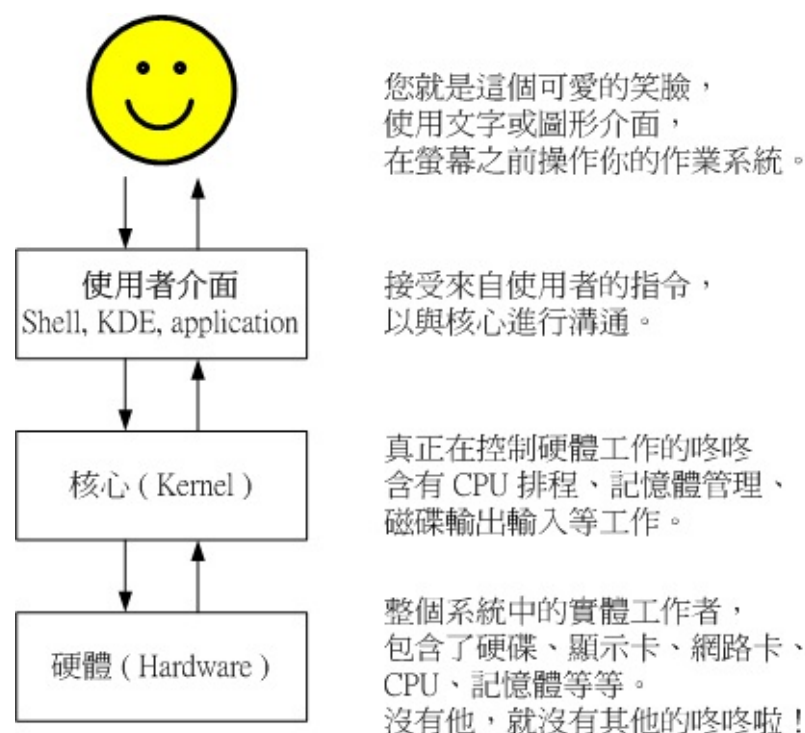 您就是這個可愛的笑臉，
使用文字或圖形介面，
在螢幕之前操作你的作業系統。
使用者介面
Shell, KDE, application
接受來自使用者的指令，
以與核心進行溝通。
核心 ( Kernel )
真正在控制硬體工作的咚咚
含有 CPU 排程、記憶體管理、
磁碟輸出輸入等工作。
硬體 ( Hardware )
整個系統中的實體工作者，
包含了硬碟、顯示卡、網路卡、
CPU、記憶體等等。
沒有他，就沒有其他的咚咚啦！